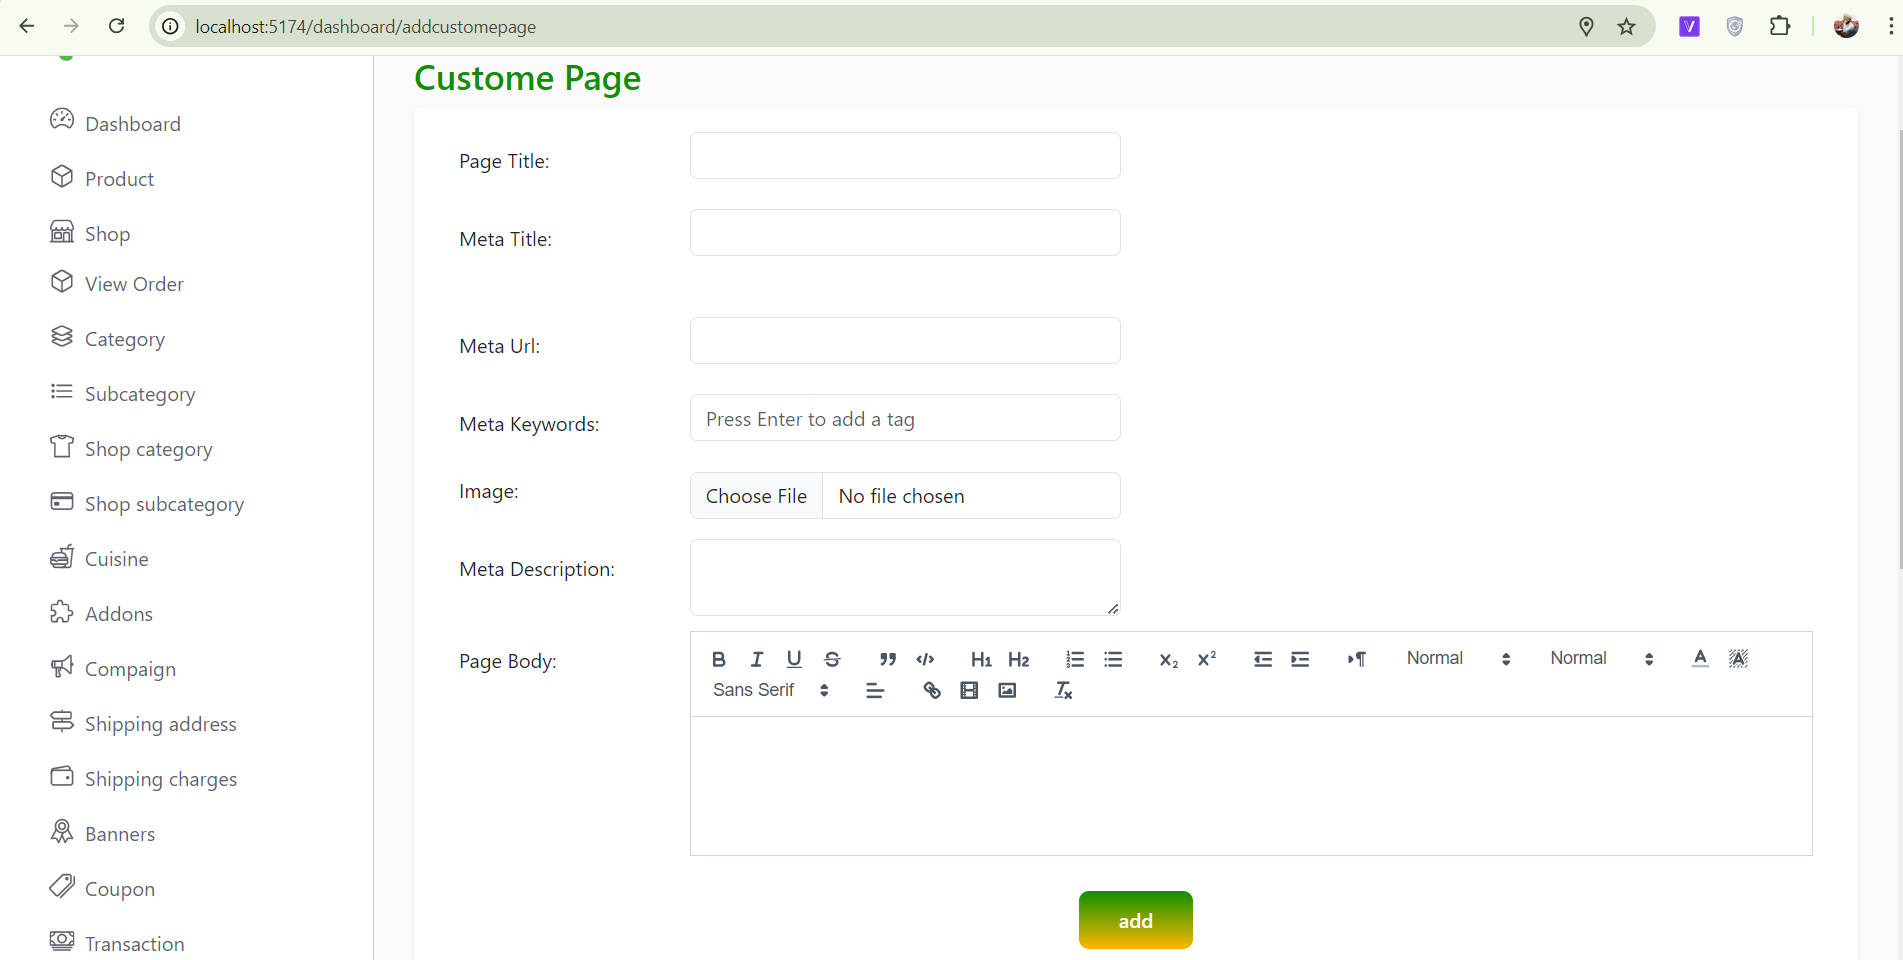 localhost:5174/dashboard/addcustomepage
Dashboard
Product
Shop
View Order
Category
Subcategory
Shop category
Shop subcategory
Cuisine
Addons
Compaign
Shipping address
Shipping charges
Banners
Coupon
Transaction
Custome Page
Page Title:
Meta Title:
Meta Url:
Meta Keywords: Press Enter to add a tag
Image: Choose File No file chosen
Meta Description:
Page Body:
B I U S H1 H2 x2 x2 Normal Normal A A
Sans Serif Tx
add